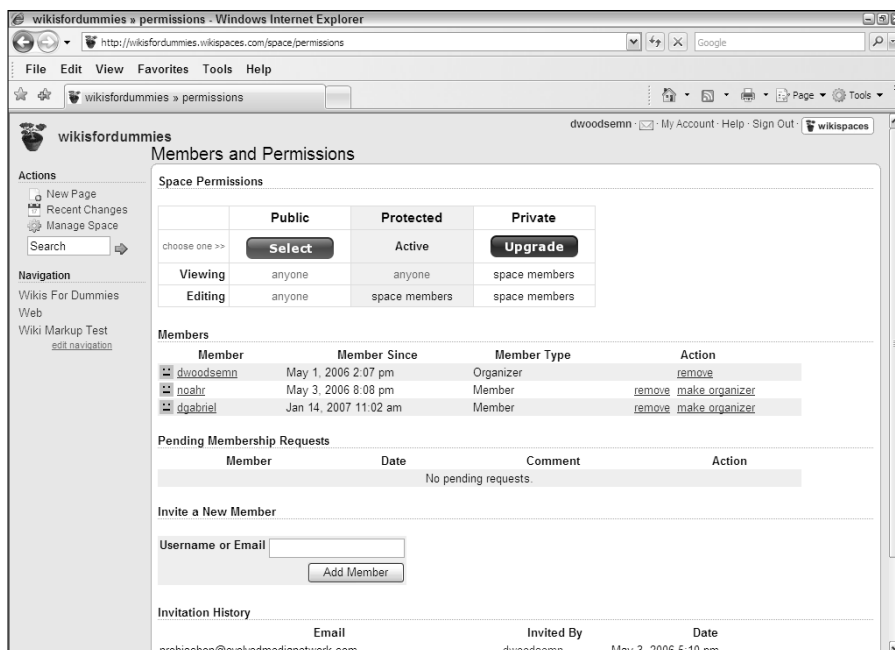 wikisfordummies » permissions - Windows Internet Explorer
http://wikisfordummies.wikispaces.com/space/permissions
Google
File Edit View Favorites Tools Help
wikisfordummies » permissions
Page Tools
dwoodsemn · My Account · Help · Sign Out · wikispaces
wikisfordummies
Members and Permissions
Actions
New Page
Recent Changes
Manage Space
Search
Navigation
Wikis For Dummies
Web
Wiki Markup Test
edit navigation
Space Permissions
Public Protected Private
choose one >> Select Active Upgrade
Viewing anyone anyone space members
Editing anyone space members space members
Members
Member Member Since Member Type Action
dwoodsemn May 1, 2006 2:07 pm Organizer remove
noahr May 3, 2006 8:08 pm Member remove make organizer
dgabriel Jan 14, 2007 11:02 am Member remove make organizer
Pending Membership Requests
Member Date Comment Action
No pending requests.
Invite a New Member
Username or Email
Add Member
Invitation History
Email Invited By Date
dwoodsemn May 3, 2006 5:10 pm